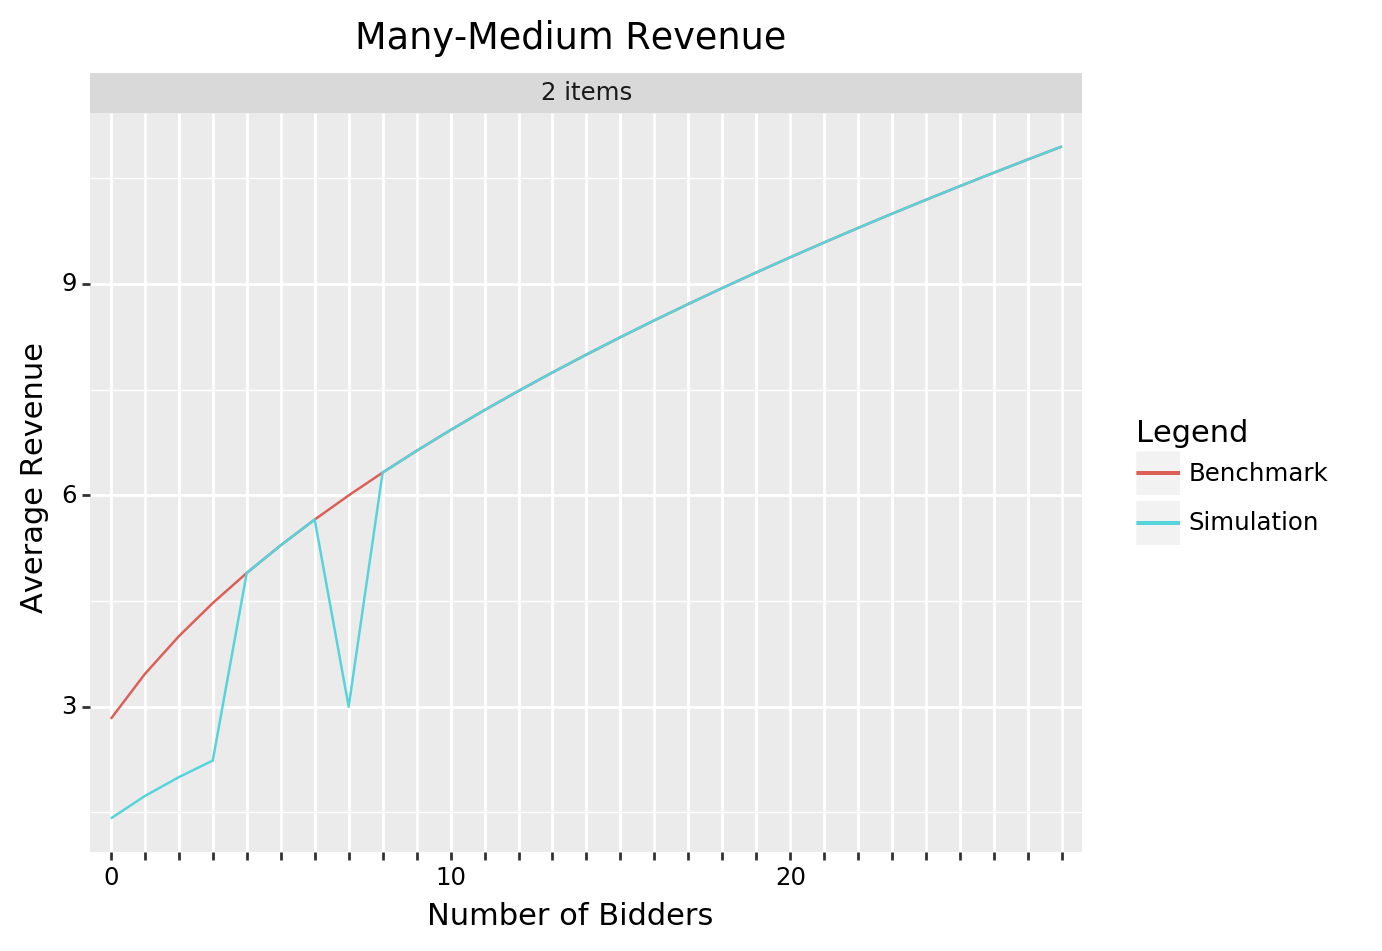 Many-Medium Revenue
2 items
9
6
3
Average Revenue
0 10 20
Number of Bidders
Legend
Benchmark
Simulation